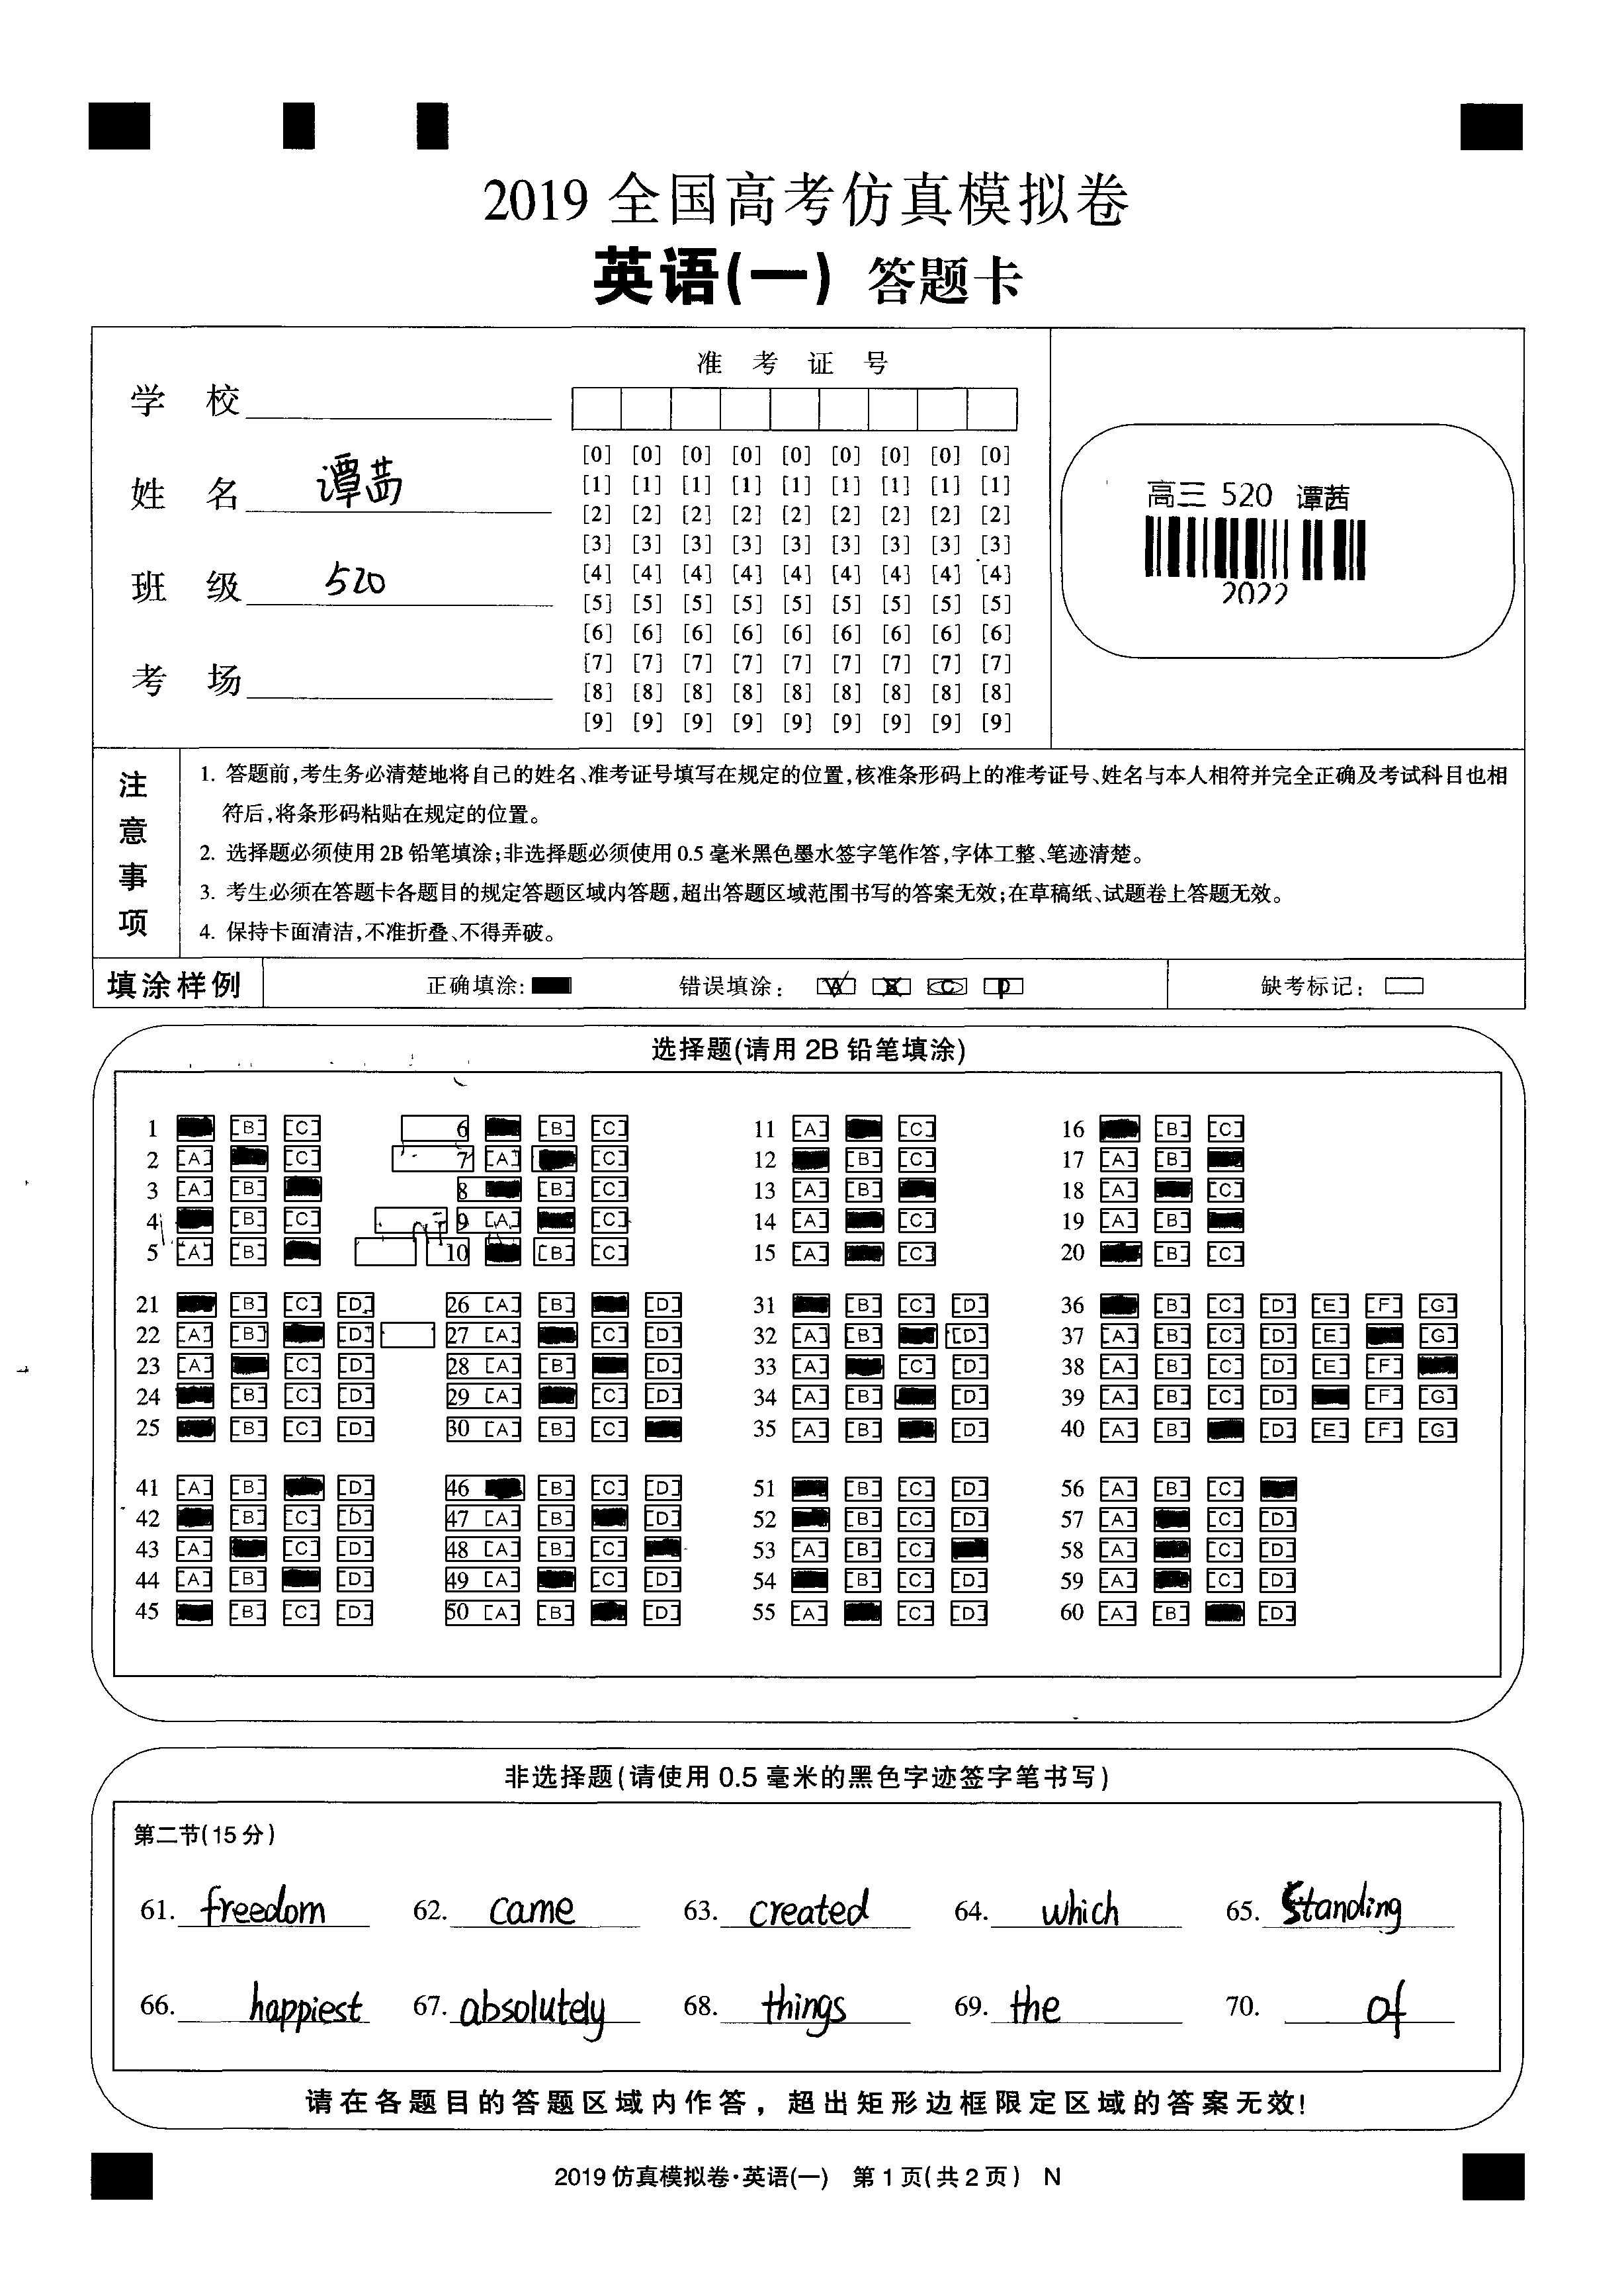 2019 全国高考仿真模拟卷
英语(一) 答题卡
准 考 证 号
学 校
姓 名 谭茜
班 级 520
考 场
[0] [0] [0] [0] [0] [0] [0] [0] [0]
[1] [1] [1] [1] [1] [1] [1] [1] [1]
[2] [2] [2] [2] [2] [2] [2] [2] [2]
[3] [3] [3] [3] [3] [3] [3] [3] [3]
[4] [4] [4] [4] [4] [4] [4] [4] [4]
[5] [5] [5] [5] [5] [5] [5] [5] [5]
[6] [6] [6] [6] [6] [6] [6] [6] [6]
[7] [7] [7] [7] [7] [7] [7] [7] [7]
[8] [8] [8] [8] [8] [8] [8] [8] [8]
[9] [9] [9] [9] [9] [9] [9] [9] [9]
高三 520 谭茜
2022
注意事项
1. 答题前,考生务必清楚地将自己的姓名、准考证号填写在规定的位置,核准条形码上的准考证号、姓名与本人相符并完全正确及考试科目也相
符后,将条形码粘贴在规定的位置。
2. 选择题必须使用 2B 铅笔填涂;非选择题必须使用 0.5 毫米黑色墨水签字笔作答,字体工整、笔迹清楚。
3. 考生必须在答题卡各题目的规定答题区域内答题,超出答题区域范围书写的答案无效;在草稿纸、试题卷上答题无效。
4. 保持卡面清洁,不准折叠、不得弄破。
填涂样例 正确填涂: 错误填涂: A B C D 缺考标记:
选择题(请用 2B 铅笔填涂)
1 [B] [C] 6 [B] [C] 11 [A] [C] 16 [B] [C]
2 [A] [C] 7 [A] [C] 12 [B] [C] 17 [A] [B]
3 [A] [B] 8 [B] [C] 13 [A] [B] 18 [A] [C]
4 [B] [C] 9 [A] [C] 14 [A] [C] 19 [A] [B]
5 [A] [B] 10 [B] [C] 15 [A] [C] 20 [B] [C]
21 [B] [C] [D] 26 [A] [B] [D] 31 [B] [C] [D] 36 [B] [C] [D] [E] [F] [G]
22 [A] [B] [D] 27 [A] [C] [D] 32 [A] [B] [D] 37 [A] [B] [C] [D] [E] [G]
23 [A] [C] [D] 28 [A] [B] [D] 33 [A] [C] [D] 38 [A] [B] [C] [D] [E] [F]
24 [B] [C] [D] 29 [A] [C] [D] 34 [A] [B] [D] 39 [A] [B] [C] [D] [F] [G]
25 [B] [C] [D] 30 [A] [B] [C] 35 [A] [B] [D] 40 [A] [B] [D] [E] [F] [G]
41 [A] [B] [D] 46 [B] [C] [D] 51 [B] [C] [D] 56 [A] [B] [C]
42 [B] [C] [D] 47 [A] [B] [D] 52 [B] [C] [D] 57 [A] [C] [D]
43 [A] [C] [D] 48 [A] [B] [C] 53 [A] [B] [C] 58 [A] [C] [D]
44 [A] [B] [D] 49 [A] [C] [D] 54 [B] [C] [D] 59 [A] [C] [D]
45 [B] [C] [D] 50 [A] [B] [D] 55 [A] [C] [D] 60 [A] [B] [D]
非选择题(请使用 0.5 毫米的黑色字迹签字笔书写)
第二节(15 分)
61. freedom 62. came 63. created 64. which 65. Standing
66. happiest 67. absolutely 68. things 69. the 70. of
请在各题目的答题区域内作答，超出矩形边框限定区域的答案无效!
2019 仿真模拟卷·英语(一) 第 1 页(共 2 页) N